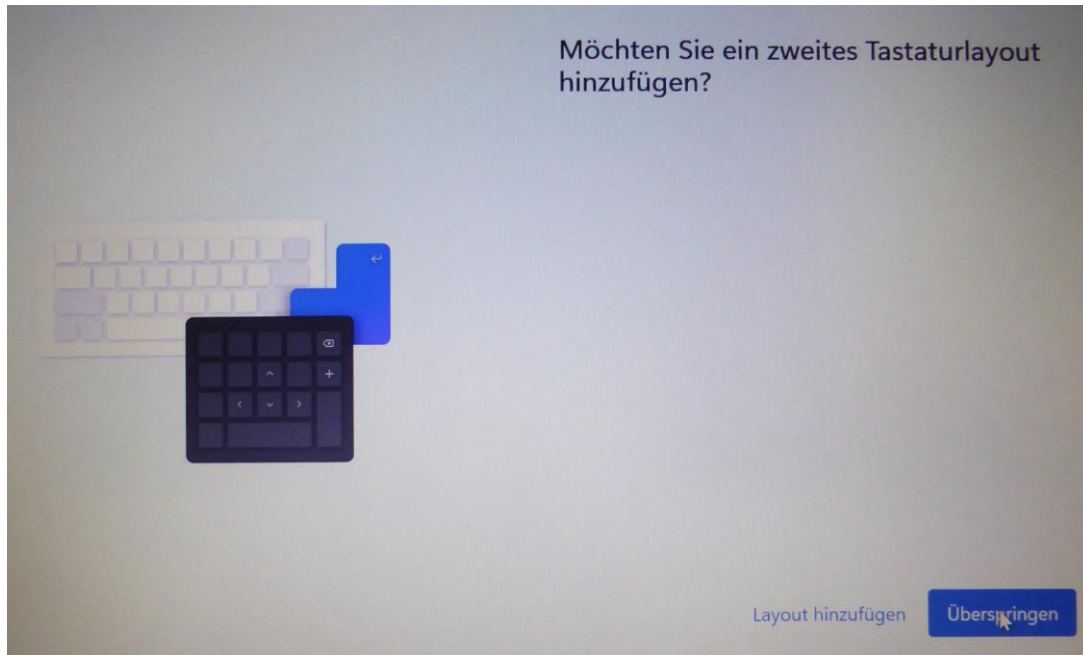 Möchten Sie ein zweites Tastaturlayout
hinzufügen?
Layout hinzufügen
Überspringen